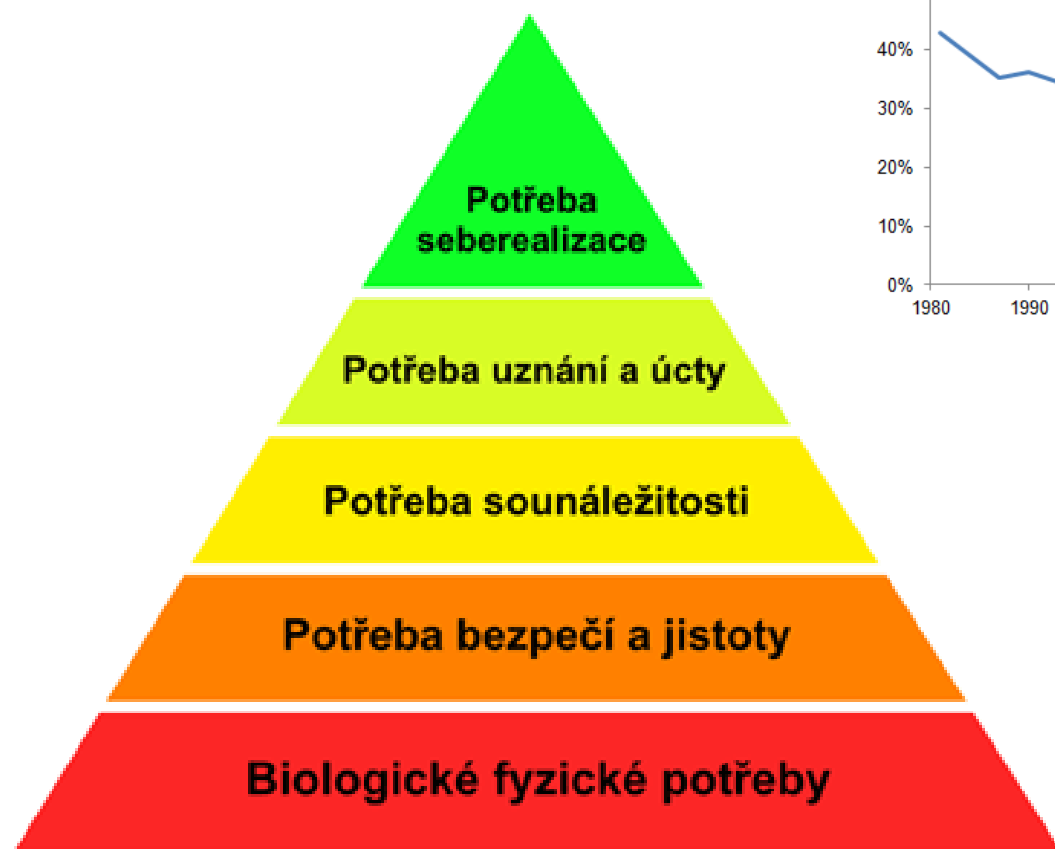 Potřeba
seberealizace
Potřeba uznání a úcty
Potřeba sounáležitosti
Potřeba bezpečí a jistoty
Biologické fyzické potřeby
40%
30%
20%
10%
0%
1980 1990